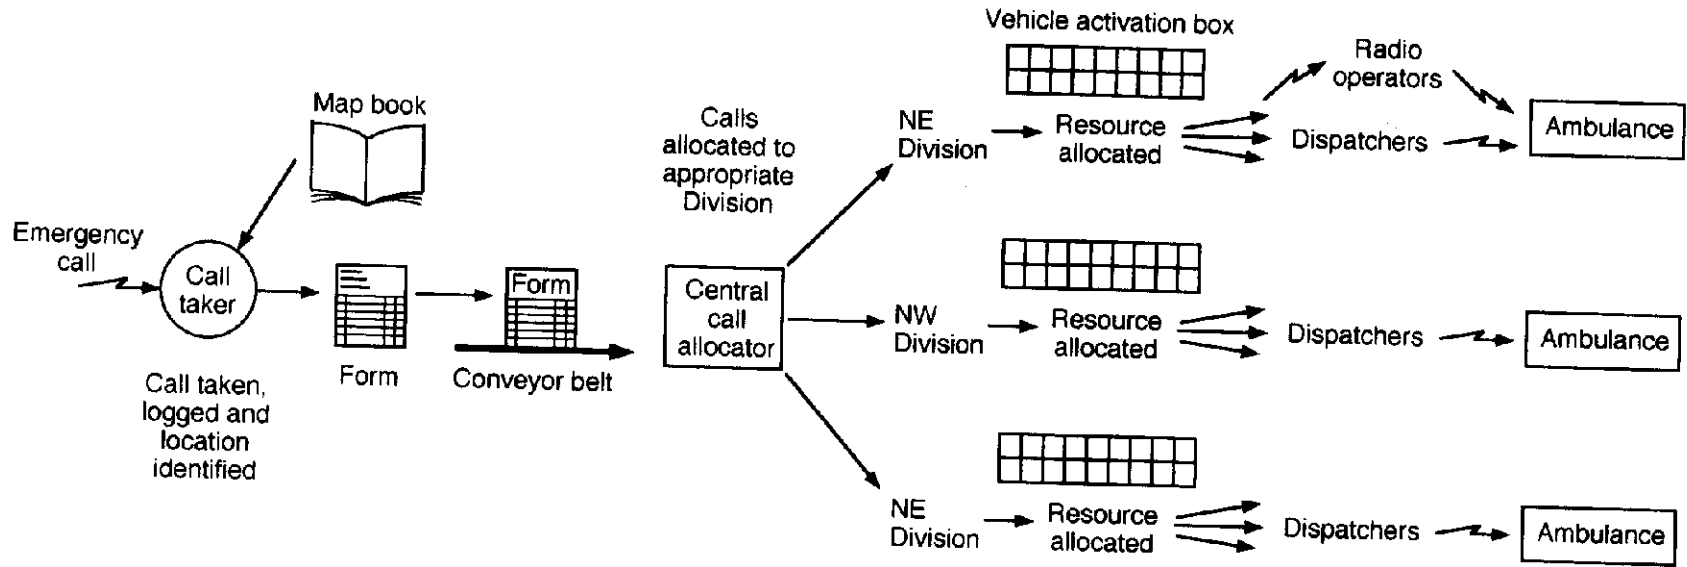 Emergency
call
Map book
Call
taker
Call taken,
logged and
location
identified
Form
Form
Conveyor belt
Calls
allocated to
appropriate
Division
Central
call
allocator
Vehicle activation box
NE
Division
Resource
allocated
Radio
operators
Dispatchers
Ambulance
NW
Division
Resource
allocated
Dispatchers
Ambulance
NE
Division
Resource
allocated
Dispatchers
Ambulance